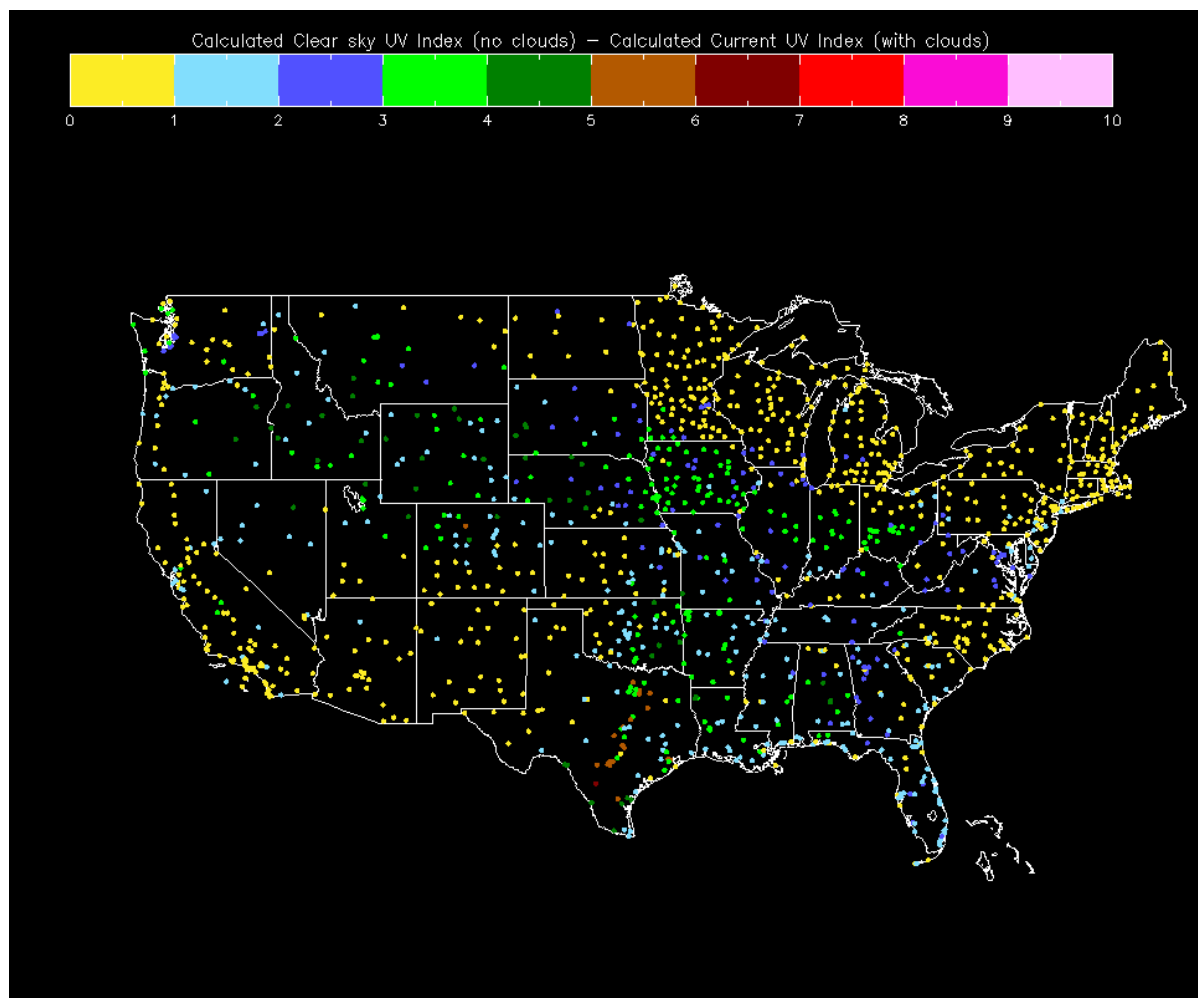 Calculated Clear sky UV Index (no clouds) – Calculated Current UV Index (with clouds)
0 1 2 3 4 5 6 7 8 9 10